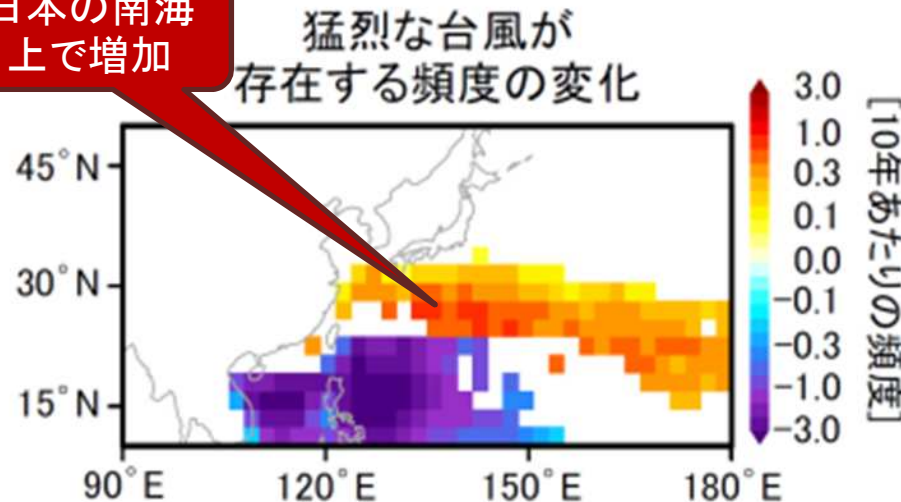 日本の南海
上で増加
猛烈な台風が
存在する頻度の変化
45°N
30°N
15°N
90°E
120°E
150°E
180°E
3.0
1.0
0.3
0.1
0.0
-0.1
-0.3
-1.0
-3.0
[10年あたりの頻度]